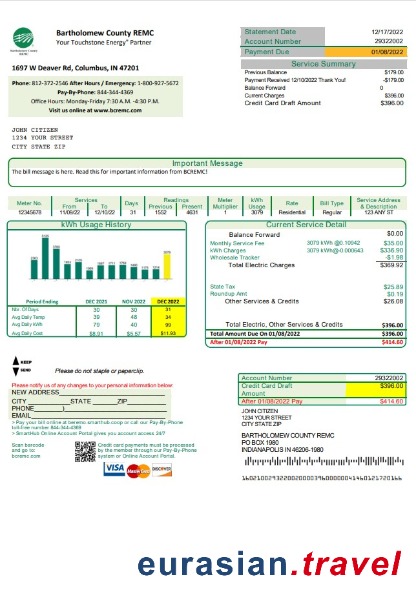 Bartholomew County REMC
Your Touchstone Energy® Partner
1697 W Deaver Rd, Columbus, IN 47201
Phone: 812-372-2546 After Hours / Emergency: 1-800-927-5672
Pay-By-Phone: 844-344-4369
Office Hours: Monday-Friday 7:30 A.M. -4:30 P.M.
Visit us online at www.bcremc.com
Statement Date 12/17/2022
Account Number 29322002
Payment Due 01/08/2022
Service Summary
Previous Balance $179.00
Payment Received 12/10/2022 Thank You! -$179.00
Balance Forward 0
Current Charges $396.00
Credit Card Draft Amount $396.00
JOHN CITIZEN
1234 YOUR STREET
CITY STATE ZIP
Important Message
The bill message is here. Read this for important information from BCREMC!
Meter No. Services From To Days Readings Previous Present Meter Multiplier kWh Usage Rate Bill Type Service Address & Description
12345678 11/09/22 12/10/22 31 1552 4631 1 3079 Residential Regular 123 ANY ST
kWh Usage History
Period Ending DEC 2021 NOV 2022 DEC 2022
Nbr. Of Days 30 30 31
Avg Daily Temp 39 48 34
Avg Daily kWh 70 40 99
Avg Daily Cost $8.01 $5.67 $11.93
Current Service Detail
Balance Forward $0.00
Monthly Service Fee $35.00
kWh Charges 3079 kWh @0.10942 $336.90
Wholesale Tracker 3079 kWh@-0.000643 -$1.98
Total Electric Charges $369.92
State Tax $25.89
Roundup Amt $0.19
Other Services & Credits $26.08
Total Electric, Other Services & Credits $396.00
Total Amount Due On 01/08/2022 $396.00
After 01/08/2022 Pay $414.60
KEEP
SEND
Please do not staple or paperclip.
Please notify us of any changes to your personal information below
NEW ADDRESS
CITY STATE ZIP
PHONE )
EMAIL
> Pay your bill online at bcremc.smarthub.coop or call our Pay-By-Phone
toll-free number 844-344-4369
> SmartHub Online Account Portal gives you account access 24/7
Scan barcode
and go to:
bcremc.com
Credit card payments must be processed
by the member through our Pay-By-Phone
system or Online Account Portal.
VISA MasterCard DISCOVER
Account Number 29322002
Credit Card Draft Amount $396.00
After 01/08/2022 Pay $414.60
JOHN CITIZEN
1234 YOUR STREET
CITY STATE ZIP
BARTHOLOMEW COUNTY REMC
PO BOX 1980
INDIANAPOLIS IN 46206-1980
eurasian.travel